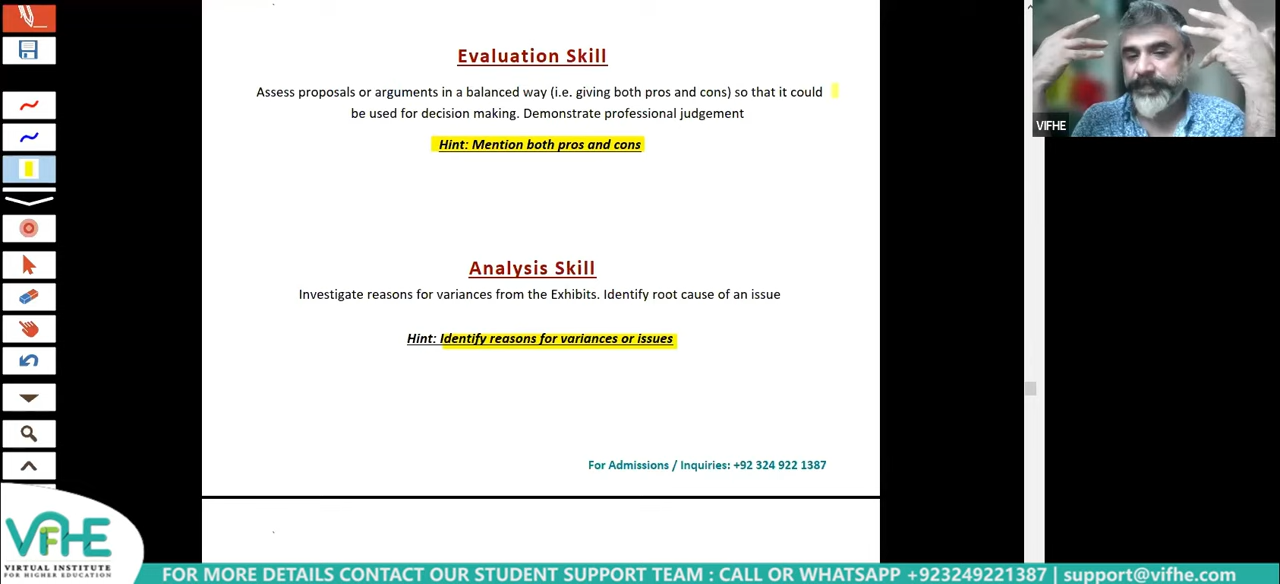 Evaluation Skill
Assess proposals or arguments in a balanced way (i.e. giving both pros and cons) so that it could
be used for decision making. Demonstrate professional judgement
Hint: Mention both pros and cons
VIFHE
Analysis Skill
Investigate reasons for variances from the Exhibits. Identify root cause of an issue
Hint: Identify reasons for variances or issues
For Admissions / Inquiries: +92 324 922 1387
VIFHE
VIRTUAL INSTITUTE
FOR HIGHER EDUCATION
FOR MORE DETAILS CONTACT OUR STUDENT SUPPORT TEAM : CALL OR WHATSAPP +923249221387 | support@vifhe.com